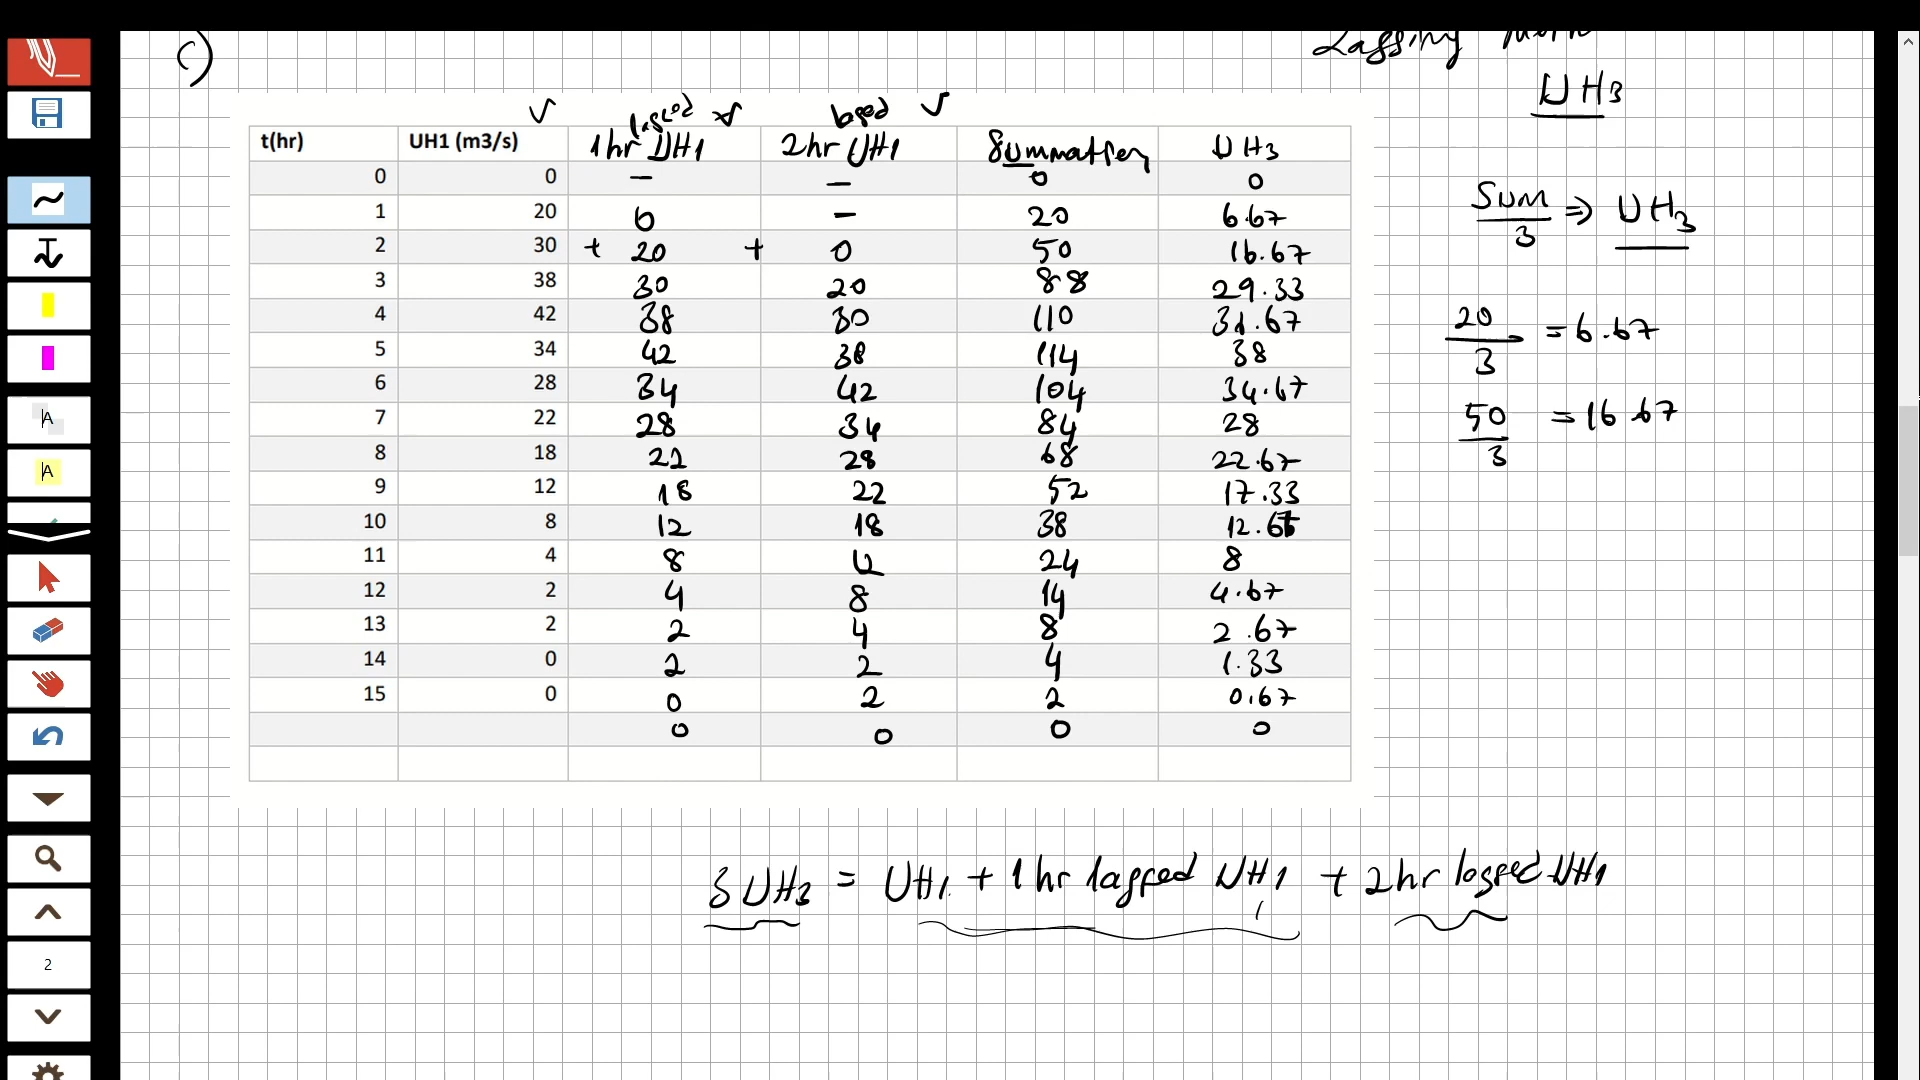 C)
UH3
lagged lagged
t(hr) UH1 (m3/s) 1hr UH1 2hr UH1 Summation UH3
0 0 – – 0 0
1 20 0 – 20 6.67
2 30 + 20 + 0 50 16.67
3 38 30 20 88 29.33
4 42 38 30 110 31.67
5 34 42 38 114 38
6 28 34 42 104 34.67
7 22 28 34 84 28
8 18 22 28 68 22.67
9 12 18 22 52 17.33
10 8 12 18 38 12.67
11 4 8 12 24 8
12 2 4 8 14 4.67
13 2 2 4 8 2.67
14 0 2 2 4 1.33
15 0 0 2 2 0.67
0 0 0 0
Sum/3 ⇒ UH3
20/3 = 6.67
50/3 = 16.67
3UH3 = UH1 + 1hr lagged UH1 + 2hr lagged UH1
A
A
2